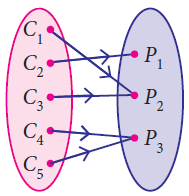 C₁
C₂ P₁
C₃ P₂
C₄ P₃
C₅